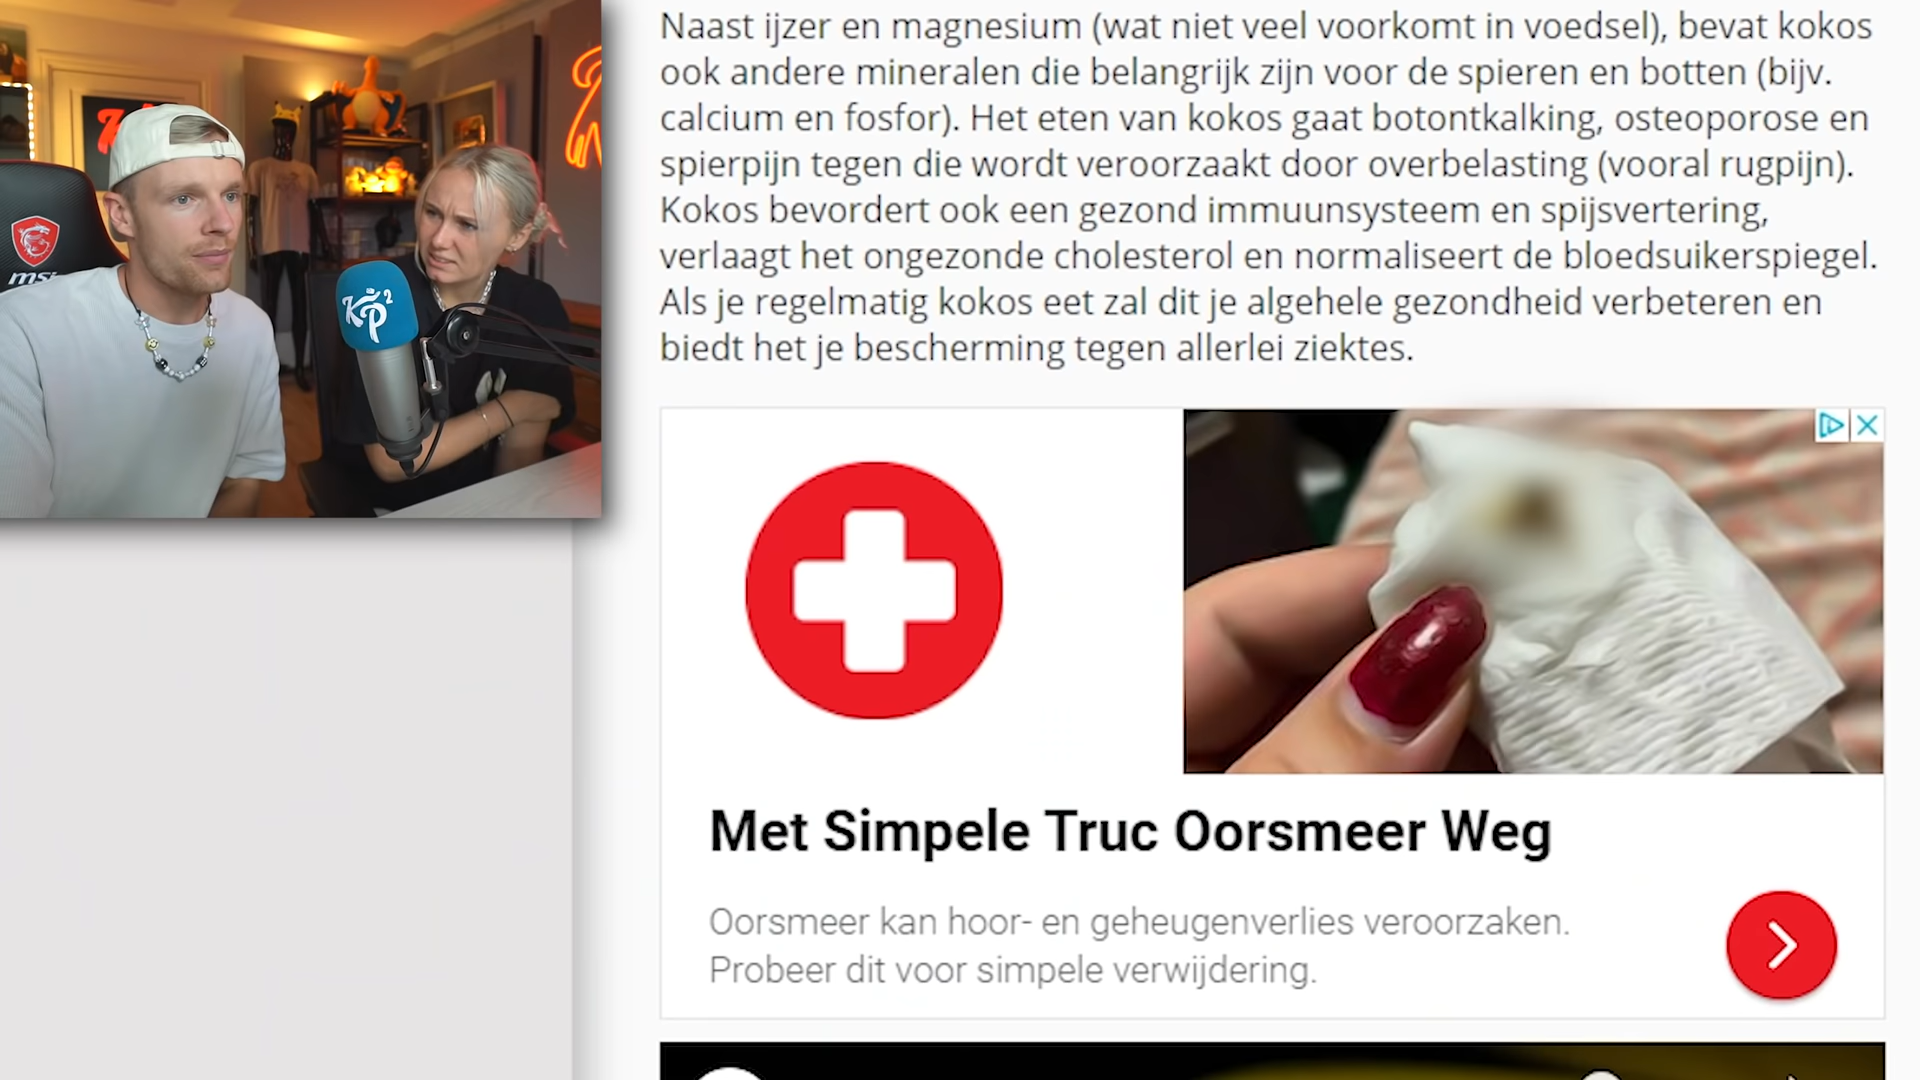 Naast ijzer en magnesium (wat niet veel voorkomt in voedsel), bevat kokos
ook andere mineralen die belangrijk zijn voor de spieren en botten (bijv.
calcium en fosfor). Het eten van kokos gaat botontkalking, osteoporose en
spierpijn tegen die wordt veroorzaakt door overbelasting (vooral rugpijn).
Kokos bevordert ook een gezond immuunsysteem en spijsvertering,
verlaagt het ongezonde cholesterol en normaliseert de bloedsuikerspiegel.
Als je regelmatig kokos eet zal dit je algehele gezondheid verbeteren en
biedt het je bescherming tegen allerlei ziektes.
msi
KP²
Met Simpele Truc Oorsmeer Weg
Oorsmeer kan hoor- en geheugenverlies veroorzaken.
Probeer dit voor simpele verwijdering.